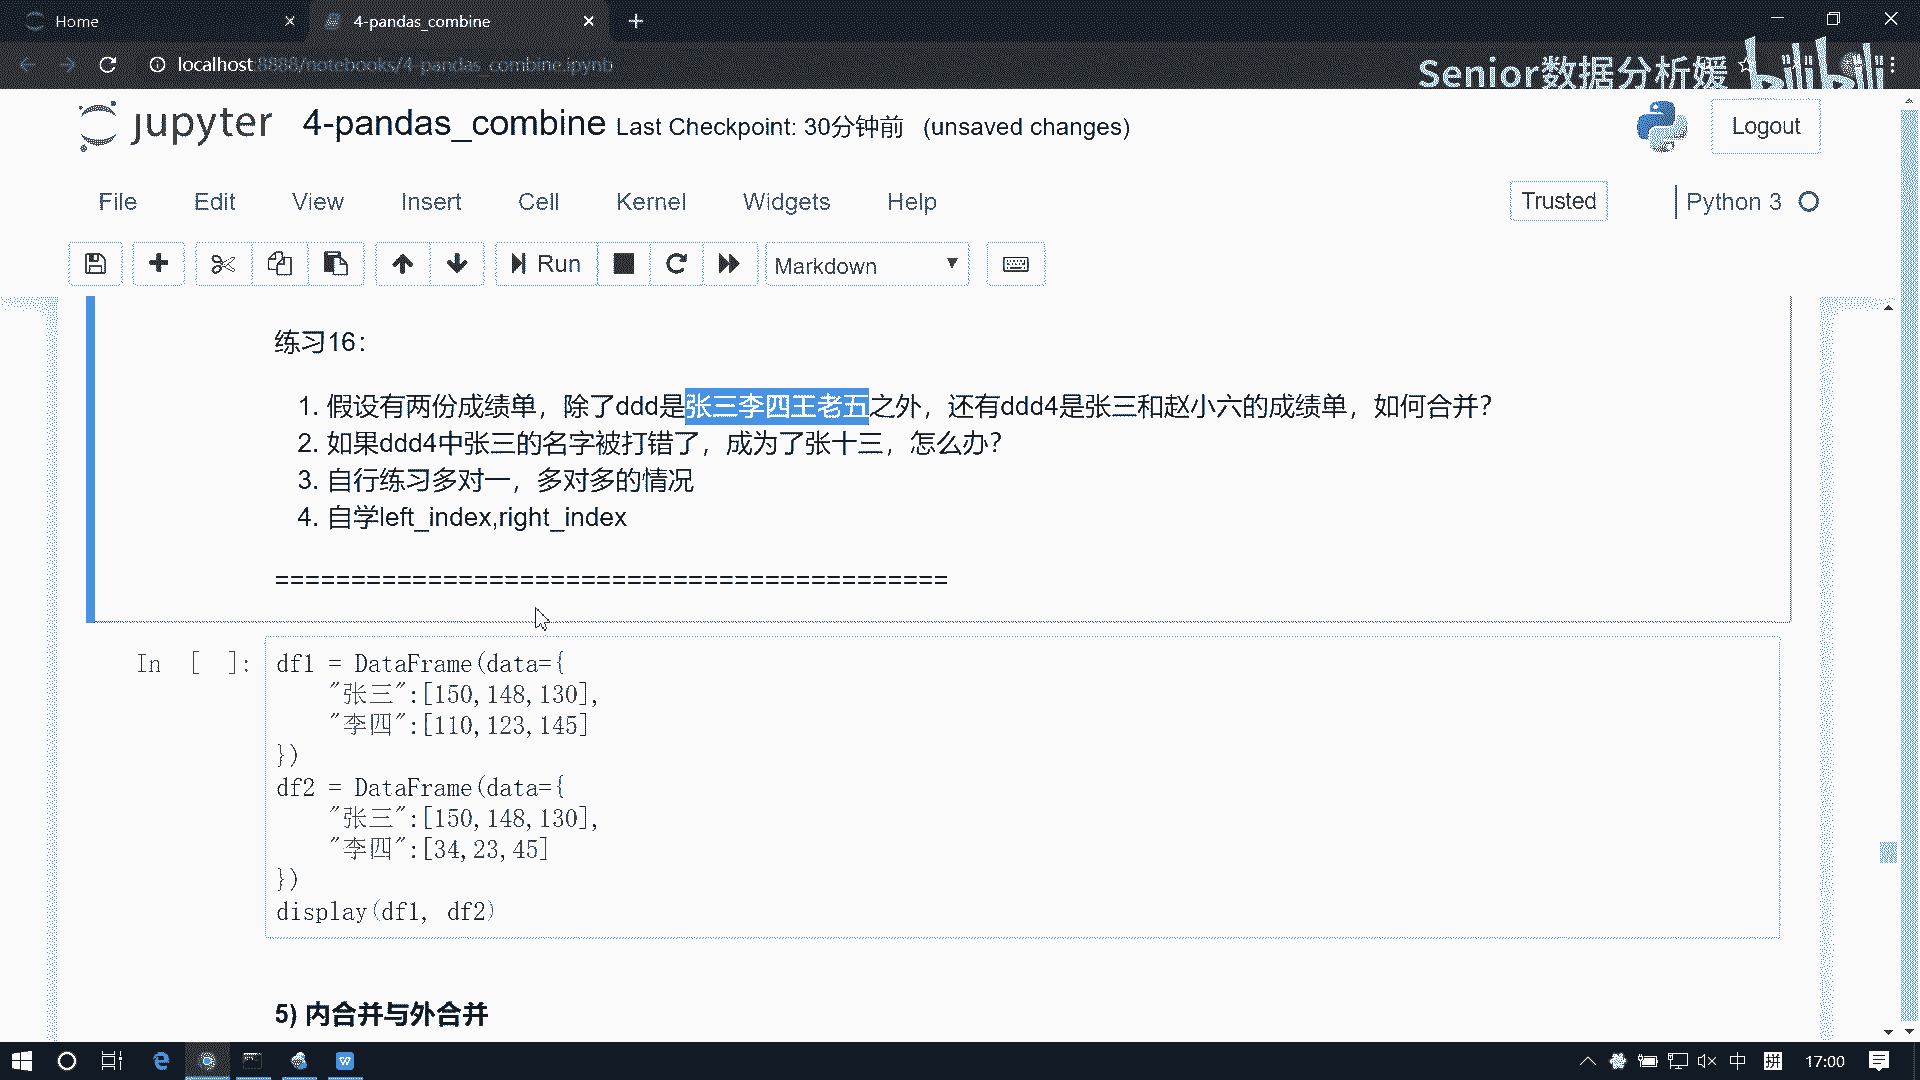 Home
4-pandas_combine
localhost:8888/notebooks/4-pandas_combine.ipynb
Senior数据分析媛 bilibili
jupyter 4-pandas_combine Last Checkpoint: 30分钟前 (unsaved changes)
Logout
File Edit View Insert Cell Kernel Widgets Help
Trusted
Python 3
Run
Markdown
练习16：
1. 假设有两份成绩单，除了ddd是张三李四王老五之外，还有ddd4是张三和赵小六的成绩单，如何合并？
2. 如果ddd4中张三的名字被打错了，成为了张十三，怎么办？
3. 自行练习多对一，多对多的情况
4. 自学left_index,right_index
============================================
In [ ]:
df1 = DataFrame(data={
"张三":[150,148,130],
"李四":[110,123,145]
})
df2 = DataFrame(data={
"张三":[150,148,130],
"李四":[34,23,45]
})
display(df1, df2)
5) 内合并与外合并
中
拼
17:00